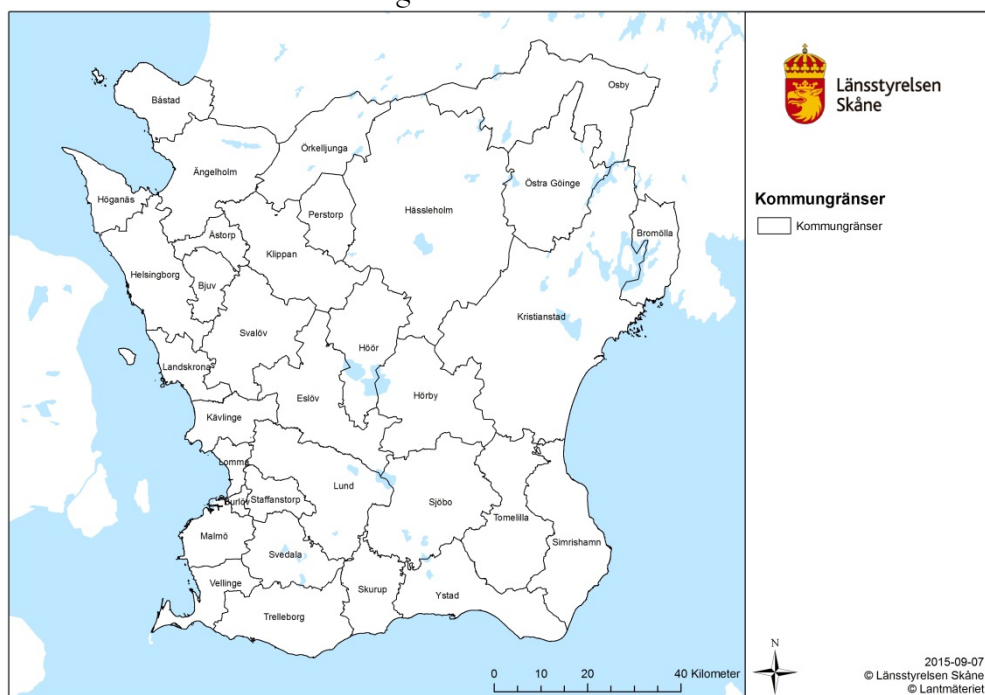 Båstad
Osby
Örkelljunga
Ängelholm
Östra Göinge
Höganäs
Perstorp
Hässleholm
Åstorp
Bromölla
Klippan
Helsingborg
Bjuv
Kristianstad
Svalöv
Höör
Landskrona
Eslöv
Hörby
Kävlinge
Lomma
Lund
Burlöv
Staffanstorp
Sjöbo
Tomelilla
Malmö
Simrishamn
Svedala
Vellinge
Skurup
Ystad
Trelleborg
0 10 20 40 Kilometer
Länsstyrelsen
Skåne
Kommungränser
Kommungränser
N
2015-09-07
© Länsstyrelsen Skåne
© Lantmäteriet